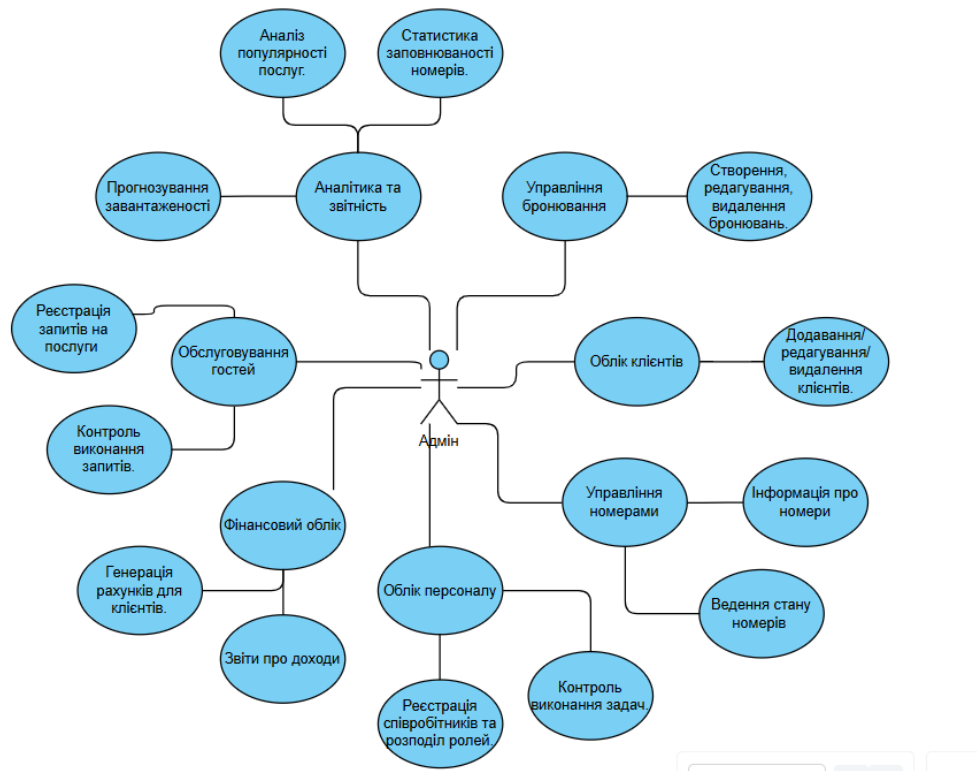 Аналіз
популярності
послуг.
Статистика
заповнюваності
номерів.
Прогнозування
завантаженості
Аналітика та
звітність
Управління
бронювання
Створення,
редагування,
видалення
бронювань.
Реєстрація
запитів на
послуги
Обслуговування
гостей
Облік клієнтів
Додавання/
редагування/
видалення
клієнтів.
Адмін
Контроль
виконання
запитів.
Управління
номерами
Інформація про
номери
Фінансовий облік
Генерація
рахунків для
клієнтів.
Облік персоналу
Ведення стану
номерів
Звіти про доходи
Реєстрація
співробітників та
розподіл ролей.
Контроль
виконання задач.